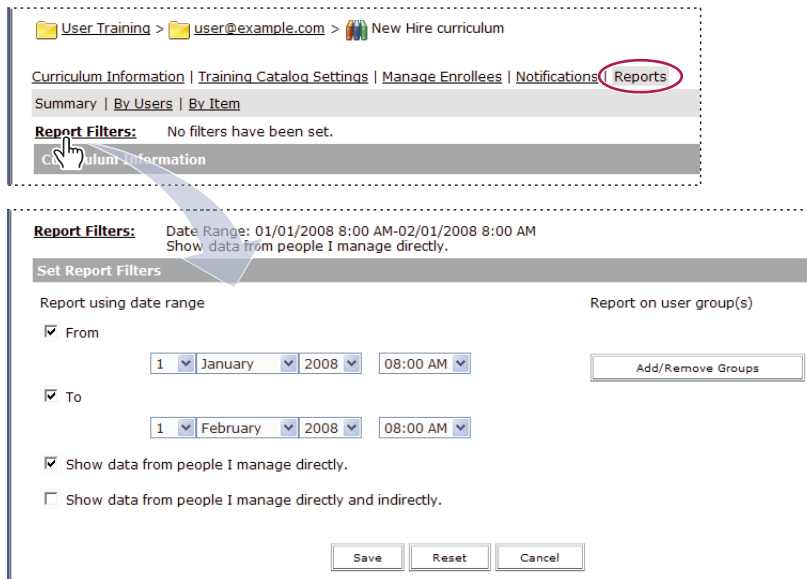 User Training > user@example.com > New Hire curriculum
Curriculum Information | Training Catalog Settings | Manage Enrollees | Notifications | Reports
Summary | By Users | By Item
Report Filters: No filters have been set.
Curriculum Information
Report Filters: Date Range: 01/01/2008 8:00 AM-02/01/2008 8:00 AM
Show data from people I manage directly.
Set Report Filters
Report using date range Report on user group(s)
From
1 January 2008 08:00 AM Add/Remove Groups
To
1 February 2008 08:00 AM
Show data from people I manage directly.
Show data from people I manage directly and indirectly.
Save Reset Cancel